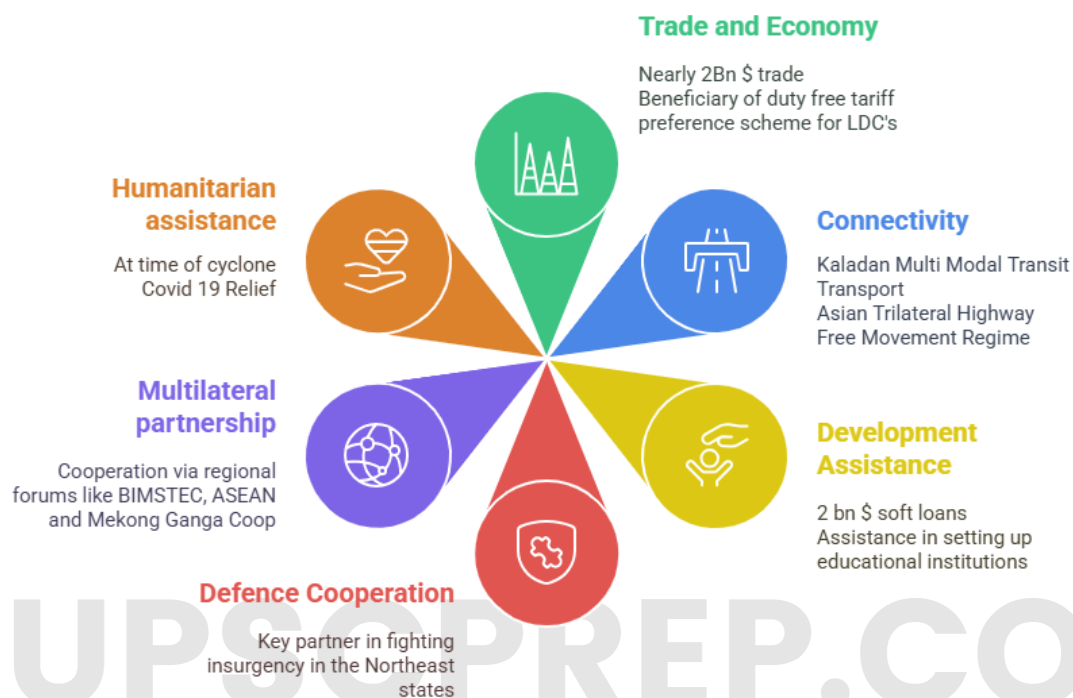 Trade and Economy
Nearly 2Bn $ trade
Beneficiary of duty free tariff
preference scheme for LDC's
Connectivity
Kaladan Multi Modal Transit
Transport
Asian Trilateral Highway
Free Movement Regime
Development
Assistance
2 bn $ soft loans
Assistance in setting up
educational institutions
Defence Cooperation
Key partner in fighting
insurgency in the Northeast
states
Multilateral
partnership
Cooperation via regional
forums like BIMSTEC, ASEAN
and Mekong Ganga Coop
Humanitarian
assistance
At time of cyclone
Covid 19 Relief
UPSCPREP.CO